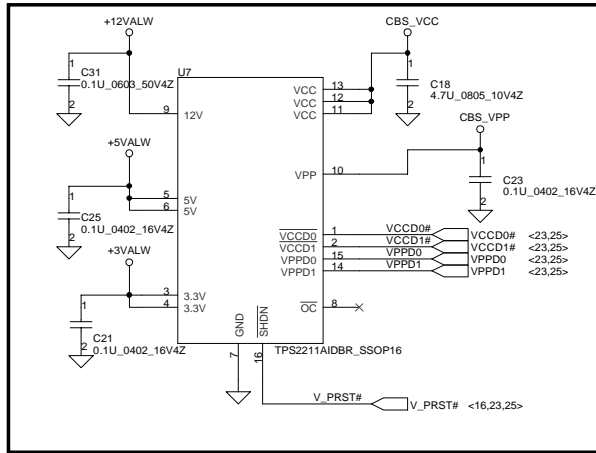 +12VALW
CBS_VCC
1
C31
0.1U_0603_50V4Z
2
U7
9
12V
VCC
13
VCC
12
VCC
11
1
C18
4.7U_0805_10V4Z
2
CBS_VPP
VPP
10
1
C23
0.1U_0402_16V4Z
2
+5VALW
1
C25
0.1U_0402_16V4Z
2
5
5V
6
5V
VCCD0
1
VCCD0#
VCCD0# <23,25>
VCCD1
2
VCCD1#
VCCD1# <23,25>
VPPD0
15
VPPD0
VPPD0 <23,25>
VPPD1
14
VPPD1
VPPD1 <23,25>
+3VALW
1
C21
0.1U_0402_16V4Z
2
3
3.3V
4
3.3V
OC
8
GND
SHDN
7
16
TPS2211AIDBR_SSOP16
V_PRST#
V_PRST# <16,23,25>